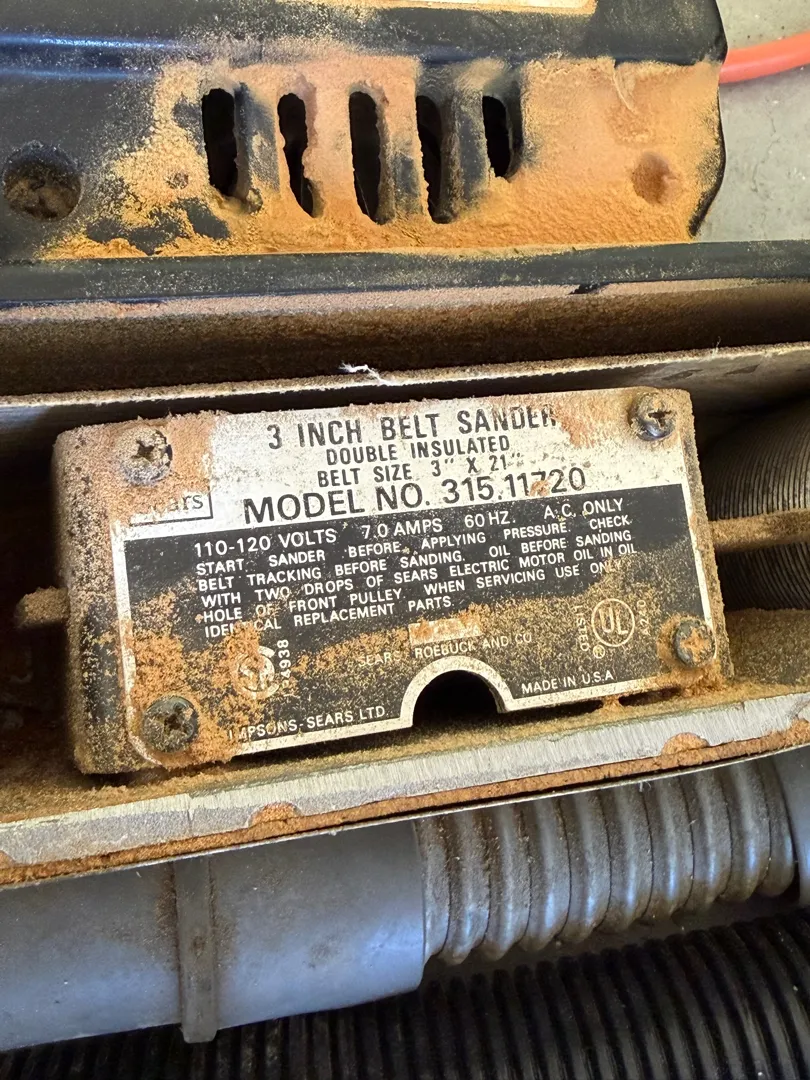 3 INCH BELT SANDER
DOUBLE INSULATED
BELT SIZE 3" X 21"
MODEL NO. 315.11720
110-120 VOLTS 7.0 AMPS 60 HZ. A.C. ONLY
START SANDER BEFORE APPLYING PRESSURE. CHECK
BELT TRACKING BEFORE SANDING. OIL BEFORE SANDING
WITH TWO DROPS OF SEARS ELECTRIC MOTOR OIL IN OIL
HOLE OF FRONT PULLEY. WHEN SERVICING USE ONLY
IDENTICAL REPLACEMENT PARTS.
SEARS, ROEBUCK AND CO.
LISTED
UL
MADE IN U.S.A
SIMPSONS-SEARS LTD.